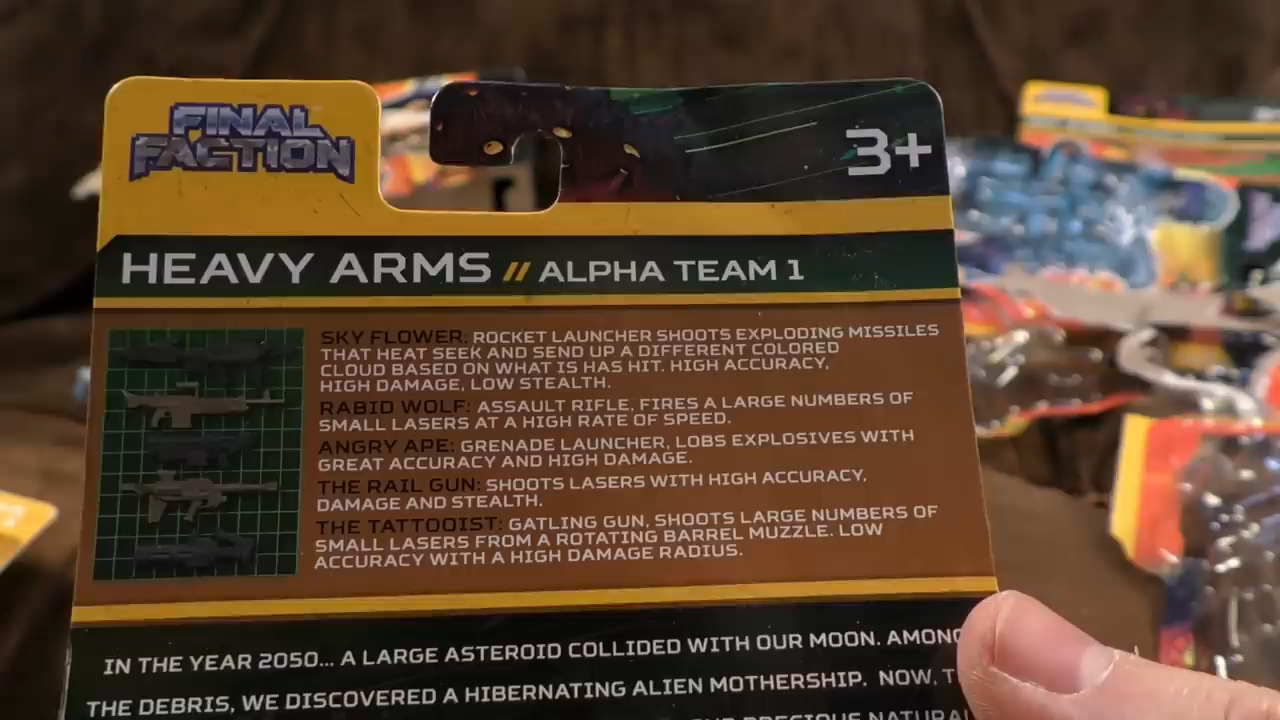 FINAL
FACTION
3+
HEAVY ARMS // ALPHA TEAM 1
SKY FLOWER: ROCKET LAUNCHER SHOOTS EXPLODING MISSILES
THAT HEAT SEEK AND SEND UP A DIFFERENT COLORED
CLOUD BASED ON WHAT IS HAS HIT. HIGH ACCURACY,
HIGH DAMAGE, LOW STEALTH.
RABID WOLF: ASSAULT RIFLE, FIRES A LARGE NUMBERS OF
SMALL LASERS AT A HIGH RATE OF SPEED.
ANGRY APE: GRENADE LAUNCHER, LOBS EXPLOSIVES WITH
GREAT ACCURACY AND HIGH DAMAGE.
THE RAIL GUN: SHOOTS LASERS WITH HIGH ACCURACY,
DAMAGE AND STEALTH.
THE TATTOOIST: GATLING GUN, SHOOTS LARGE NUMBERS OF
SMALL LASERS FROM A ROTATING BARREL MUZZLE. LOW
ACCURACY WITH A HIGH DAMAGE RADIUS.
IN THE YEAR 2050... A LARGE ASTEROID COLLIDED WITH OUR MOON. AMONG
THE DEBRIS, WE DISCOVERED A HIBERNATING ALIEN MOTHERSHIP. NOW, T
PRECIOUS NATURAL